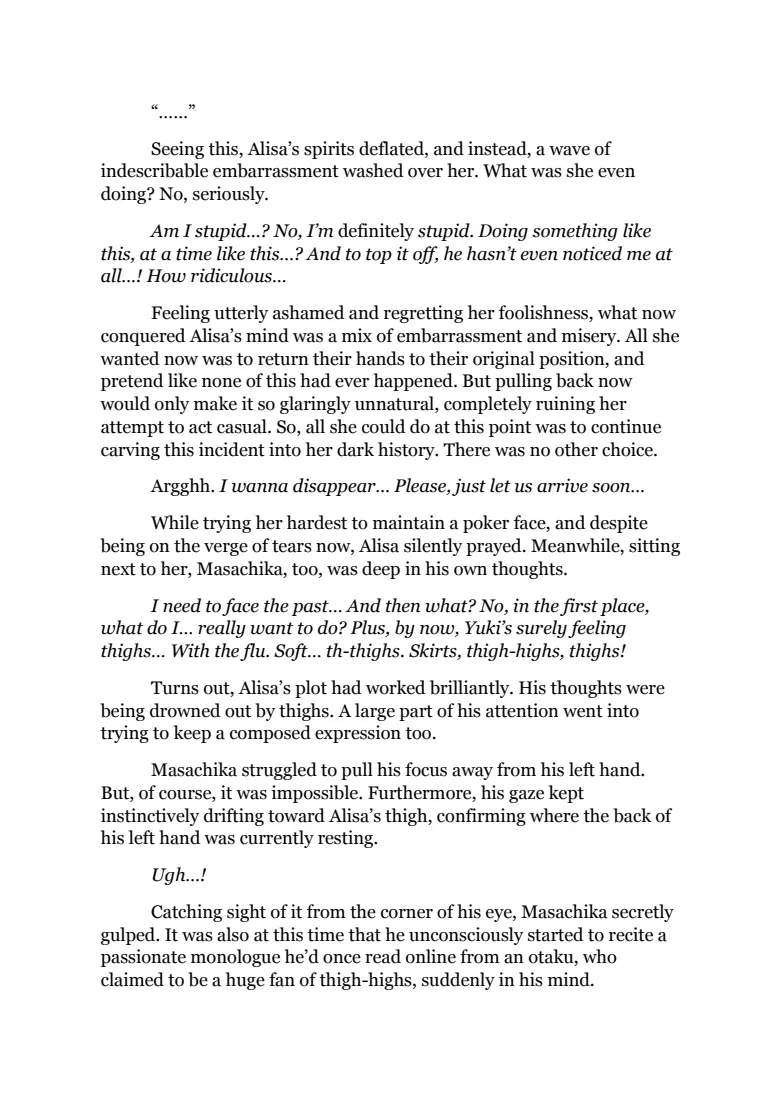 “......”
Seeing this, Alisa’s spirits deflated, and instead, a wave of
indescribable embarrassment washed over her. What was she even
doing? No, seriously.
Am I stupid...? No, I’m definitely stupid. Doing something like
this, at a time like this...? And to top it off, he hasn’t even noticed me at
all...! How ridiculous...
Feeling utterly ashamed and regretting her foolishness, what now
conquered Alisa’s mind was a mix of embarrassment and misery. All she
wanted now was to return their hands to their original position, and
pretend like none of this had ever happened. But pulling back now
would only make it so glaringly unnatural, completely ruining her
attempt to act casual. So, all she could do at this point was to continue
carving this incident into her dark history. There was no other choice.
Argghh. I wanna disappear... Please, just let us arrive soon...
While trying her hardest to maintain a poker face, and despite
being on the verge of tears now, Alisa silently prayed. Meanwhile, sitting
next to her, Masachika, too, was deep in his own thoughts.
I need to face the past... And then what? No, in the first place,
what do I... really want to do? Plus, by now, Yuki’s surely feeling
thighs... With the flu. Soft... th-thighs. Skirts, thigh-highs, thighs!
Turns out, Alisa’s plot had worked brilliantly. His thoughts were
being drowned out by thighs. A large part of his attention went into
trying to keep a composed expression too.
Masachika struggled to pull his focus away from his left hand.
But, of course, it was impossible. Furthermore, his gaze kept
instinctively drifting toward Alisa’s thigh, confirming where the back of
his left hand was currently resting.
Ugh...!
Catching sight of it from the corner of his eye, Masachika secretly
gulped. It was also at this time that he unconsciously started to recite a
passionate monologue he’d once read online from an otaku, who
claimed to be a huge fan of thigh-highs, suddenly in his mind.